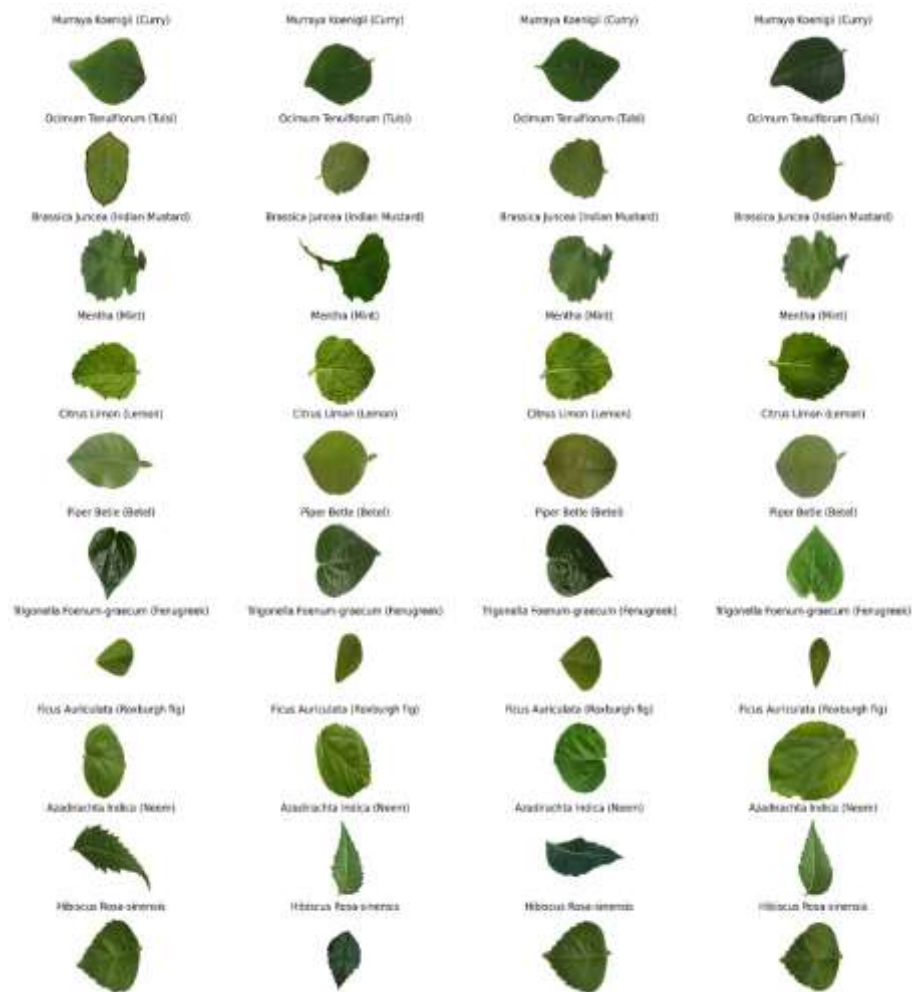 Murraya Koenigii (Curry) Murraya Koenigii (Curry) Murraya Koenigii (Curry) Murraya Koenigii (Curry)
Ocimum Tenuiflorum (Tulsi) Ocimum Tenuiflorum (Tulsi) Ocimum Tenuiflorum (Tulsi) Ocimum Tenuiflorum (Tulsi)
Brassica Juncea (Indian Mustard) Brassica Juncea (Indian Mustard) Brassica Juncea (Indian Mustard) Brassica Juncea (Indian Mustard)
Mentha (Mint) Mentha (Mint) Mentha (Mint) Mentha (Mint)
Citrus Limon (Lemon) Citrus Limon (Lemon) Citrus Limon (Lemon) Citrus Limon (Lemon)
Piper Betle (Betel) Piper Betle (Betel) Piper Betle (Betel) Piper Betle (Betel)
Trigonella Foenum-graecum (Fenugreek) Trigonella Foenum-graecum (Fenugreek) Trigonella Foenum-graecum (Fenugreek) Trigonella Foenum-graecum (Fenugreek)
Ficus Auriculata (Roxburgh fig) Ficus Auriculata (Roxburgh fig) Ficus Auriculata (Roxburgh fig) Ficus Auriculata (Roxburgh fig)
Azadirachta Indica (Neem) Azadirachta Indica (Neem) Azadirachta Indica (Neem) Azadirachta Indica (Neem)
Hibiscus Rosa-sinensis Hibiscus Rosa-sinensis Hibiscus Rosa-sinensis Hibiscus Rosa-sinensis